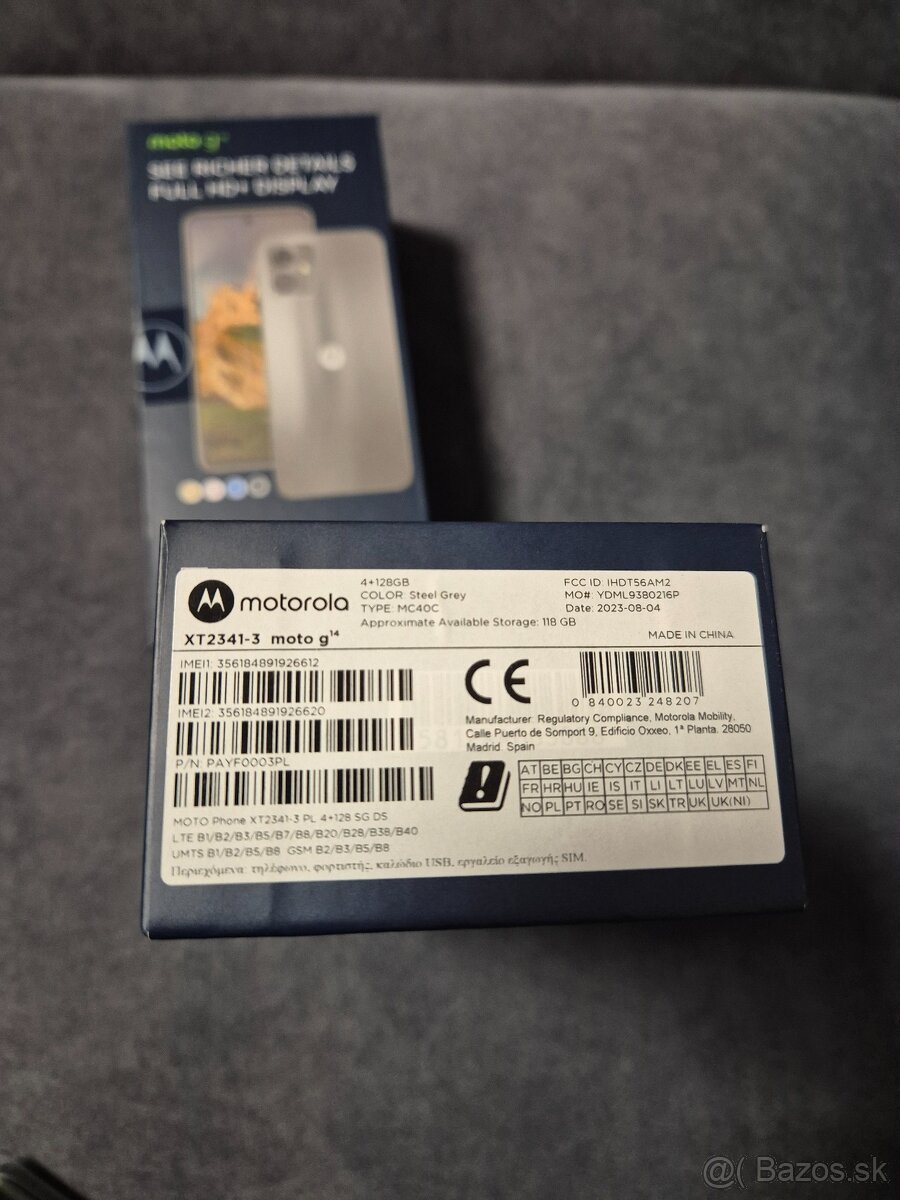 moto g
SEE RICHER DETAILS
FULL HD+ DISPLAY
motorola
4+128GB
COLOR: Steel Grey
TYPE: MC40C
Approximate Available Storage: 118 GB
FCC ID: IHDT56AM2
MO#: YDML9380216P
Date: 2023-08-04
XT2341-3 moto g14
MADE IN CHINA
IMEI1: 356184891926612
IMEI2: 356184891926620
P/N: PAYF0003PL
MOTO Phone XT2341-3 PL 4+128 SG DS
LTE B1/B2/B3/B5/B7/B8/B20/B28/B38/B40
UMTS B1/B2/B5/B8 GSM B2/B3/B5/B8
Περιεχόμενα: τηλέφωνο, φορτιστής, καλώδιο USB, εργαλείο εξαγωγής SIM.
CE
0 840023 248207
Manufacturer: Regulatory Compliance, Motorola Mobility,
Calle Puerto de Somport 9, Edificio Oxxeo, 1ª Planta. 28050
Madrid. Spain
AT BE BG CH CY CZ DE DK EE EL ES FI
FR HR HU IE IS IT LI LT LU LV MT NL
NO PL PT RO SE SI SK TR UK UK(NI)
@( Bazos.sk